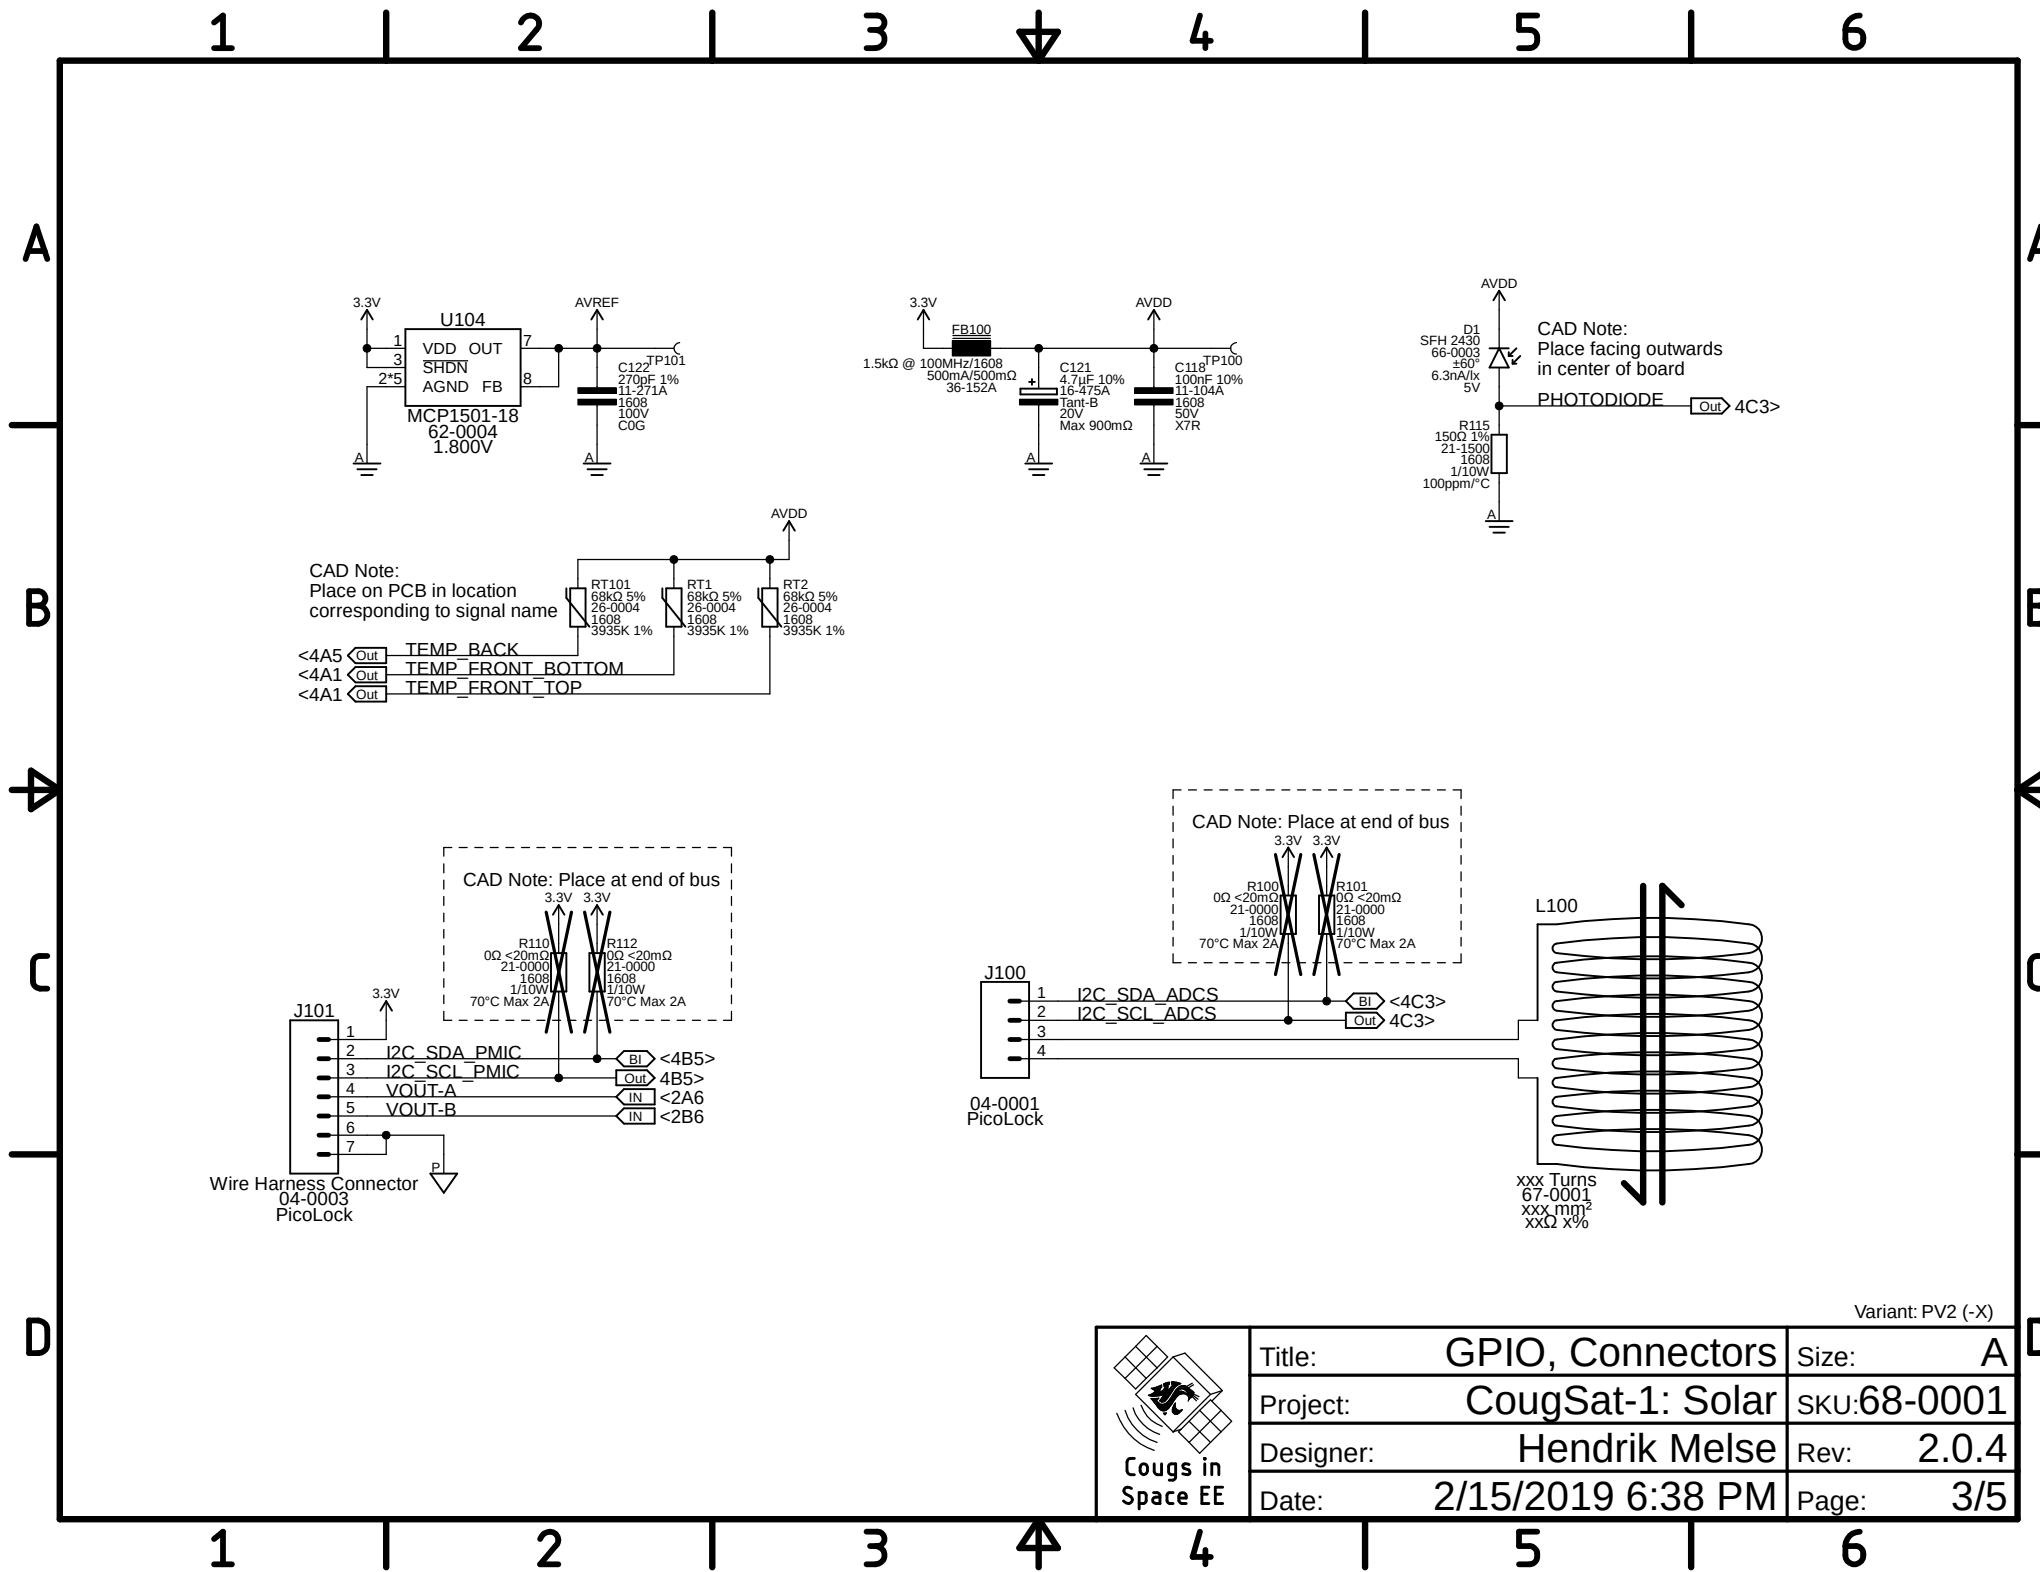 1 2 3 4 5 6
A
3.3V
U104
1 VDD OUT 7
3 SHDN
2*5 AGND FB 8
MCP1501-18
62-0004
1.800V
A
AVREF
TP101
C122
270pF 1%
11-271A
1608
100V
C0G
A
3.3V
FB100
1.5kΩ @ 100MHz/1608
500mA/500mΩ
36-152A
C121
4.7µF 10%
16-475A
Tant-B
20V
Max 900mΩ
+
A
AVDD
TP100
C118
100nF 10%
11-104A
1608
50V
X7R
A
AVDD
D1
SFH 2430
66-0003
±60°
6.3nA/lx
5V
CAD Note:
Place facing outwards
in center of board
PHOTODIODE Out 4C3>
R115
150Ω 1%
21-1500
1608
1/10W
100ppm/°C
A
B
AVDD
CAD Note:
Place on PCB in location
corresponding to signal name
RT101
68kΩ 5%
26-0004
1608
3935K 1%
RT1
68kΩ 5%
26-0004
1608
3935K 1%
RT2
68kΩ 5%
26-0004
1608
3935K 1%
<4A5 Out TEMP_BACK
<4A1 Out TEMP_FRONT_BOTTOM
<4A1 Out TEMP_FRONT_TOP
C
CAD Note: Place at end of bus
3.3V 3.3V
R110
0Ω <20mΩ
21-0000
1608
1/10W
70°C Max 2A
R112
0Ω <20mΩ
21-0000
1608
1/10W
70°C Max 2A
J101
3.3V
1
2 I2C_SDA_PMIC BI <4B5>
3 I2C_SCL_PMIC Out 4B5>
4 VOUT-A IN <2A6
5 VOUT-B IN <2B6
6
7
P
Wire Harness Connector
04-0003
PicoLock
CAD Note: Place at end of bus
3.3V 3.3V
R100
0Ω <20mΩ
21-0000
1608
1/10W
70°C Max 2A
R101
0Ω <20mΩ
21-0000
1608
1/10W
70°C Max 2A
J100
1 I2C_SDA_ADCS BI <4C3>
2 I2C_SCL_ADCS Out 4C3>
3
4
04-0001
PicoLock
L100
xxx Turns
67-0001
xxx mm²
xxΩ x%
D
Variant: PV2 (-X)
Cougs in
Space EE
Title: GPIO, Connectors Size: A
Project: CougSat-1: Solar SKU:68-0001
Designer: Hendrik Melse Rev: 2.0.4
Date: 2/15/2019 6:38 PM Page: 3/5
1 2 3 4 5 6